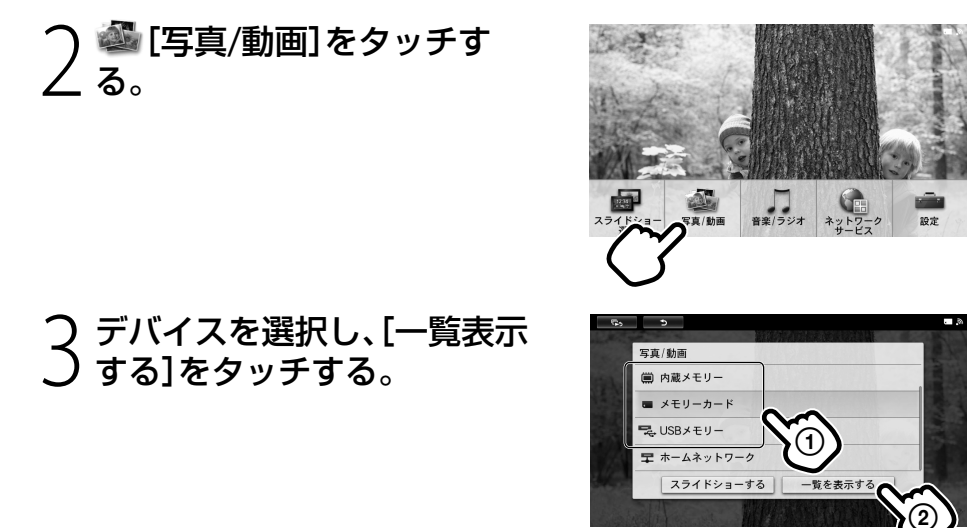 2 [写真/動画]をタッチす
る。
スライドショー
写真/動画
音楽/ラジオ
ネットワーク
サービス
設定
3 デバイスを選択し、[一覧表示
する]をタッチする。
写真/動画
内蔵メモリー
メモリーカード
USBメモリー
①
ホームネットワーク
スライドショーする
一覧を表示する
②